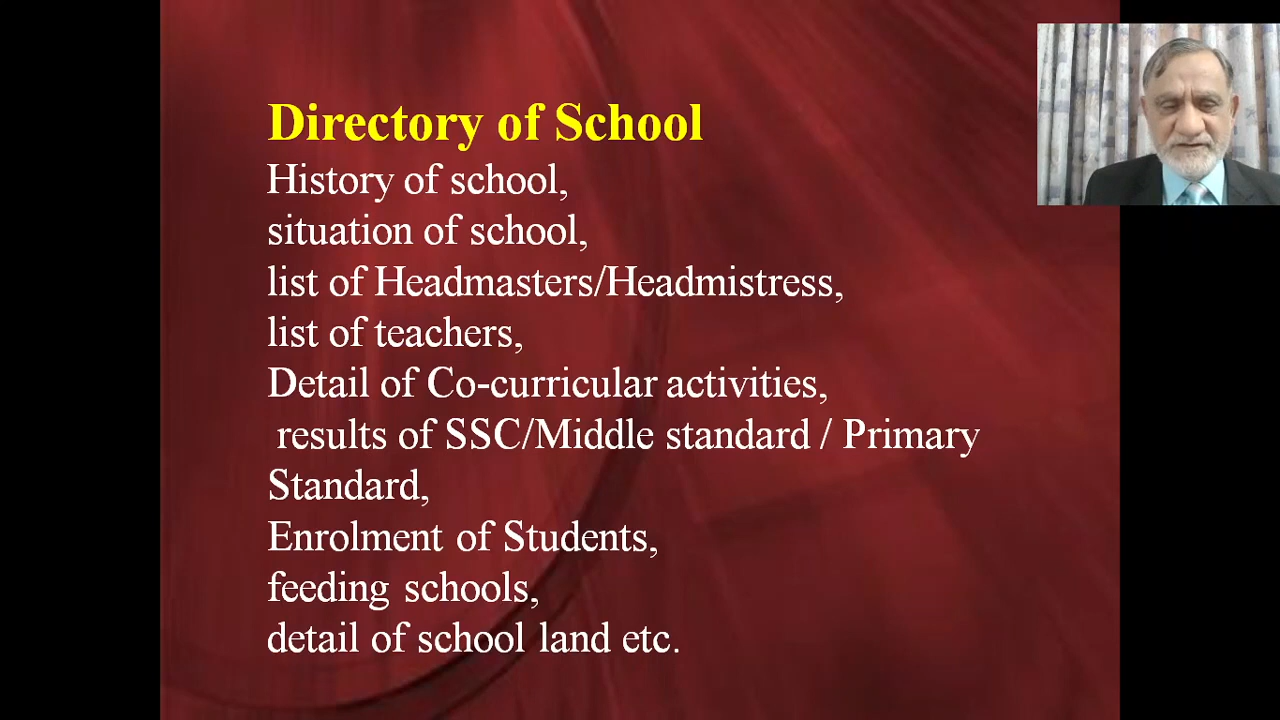 Directory of School
History of school,
situation of school,
list of Headmasters/Headmistress,
list of teachers,
Detail of Co-curricular activities,
results of SSC/Middle standard / Primary
Standard,
Enrolment of Students,
feeding schools,
detail of school land etc.